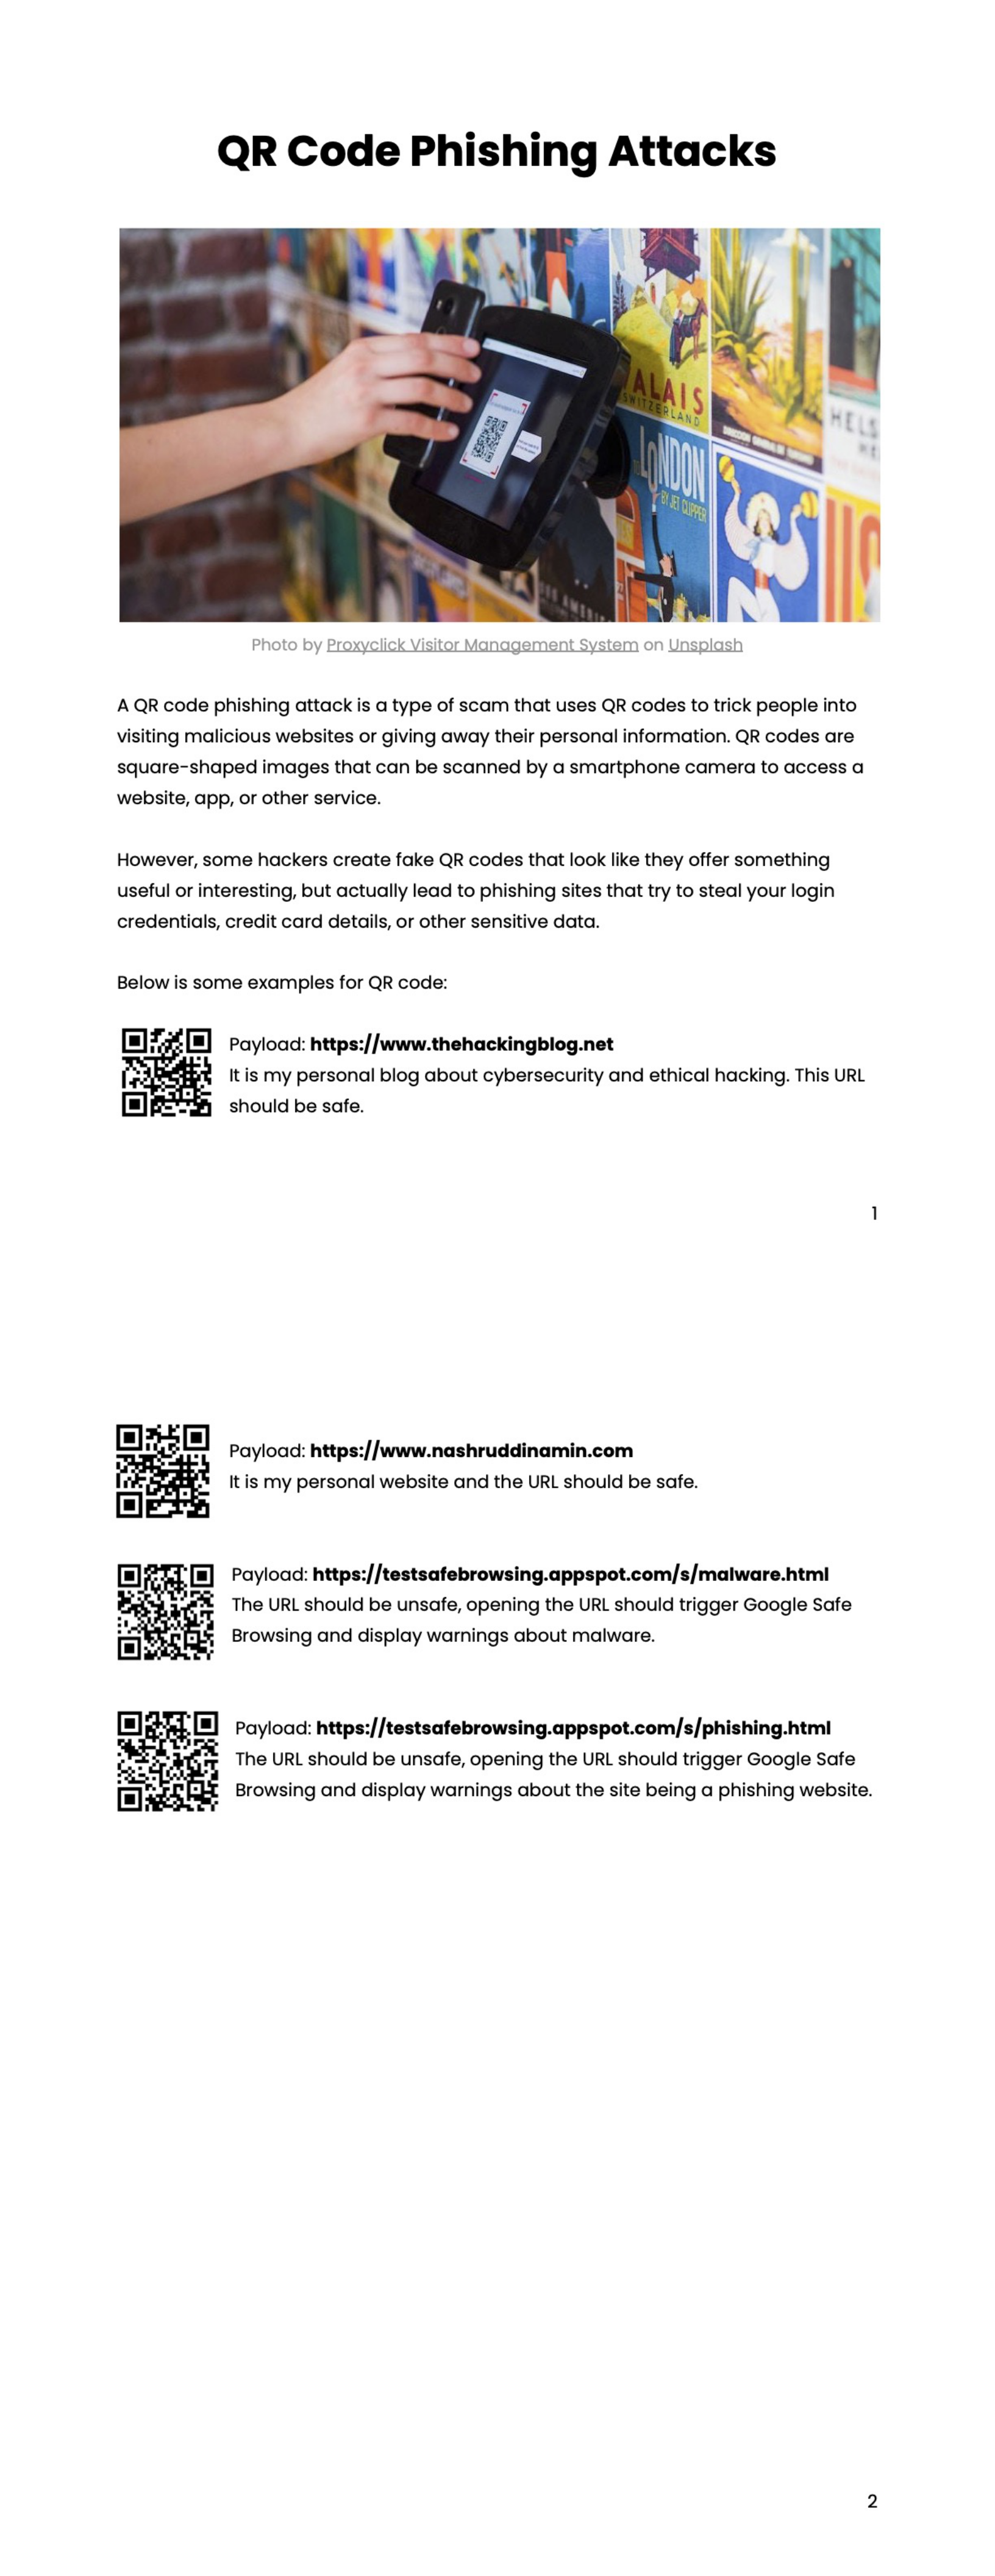 QR Code Phishing Attacks
ALAIS
SWITZERLAND
HELS
LONDON
BY JET CLIPPER
Photo by Proxyclick Visitor Management System on Unsplash
A QR code phishing attack is a type of scam that uses QR codes to trick people into
visiting malicious websites or giving away their personal information. QR codes are
square-shaped images that can be scanned by a smartphone camera to access a
website, app, or other service.
However, some hackers create fake QR codes that look like they offer something
useful or interesting, but actually lead to phishing sites that try to steal your login
credentials, credit card details, or other sensitive data.
Below is some examples for QR code:
Payload: https://www.thehackingblog.net
It is my personal blog about cybersecurity and ethical hacking. This URL
should be safe.
1
Payload: https://www.nashruddinamin.com
It is my personal website and the URL should be safe.
Payload: https://testsafebrowsing.appspot.com/s/malware.html
The URL should be unsafe, opening the URL should trigger Google Safe
Browsing and display warnings about malware.
Payload: https://testsafebrowsing.appspot.com/s/phishing.html
The URL should be unsafe, opening the URL should trigger Google Safe
Browsing and display warnings about the site being a phishing website.
2